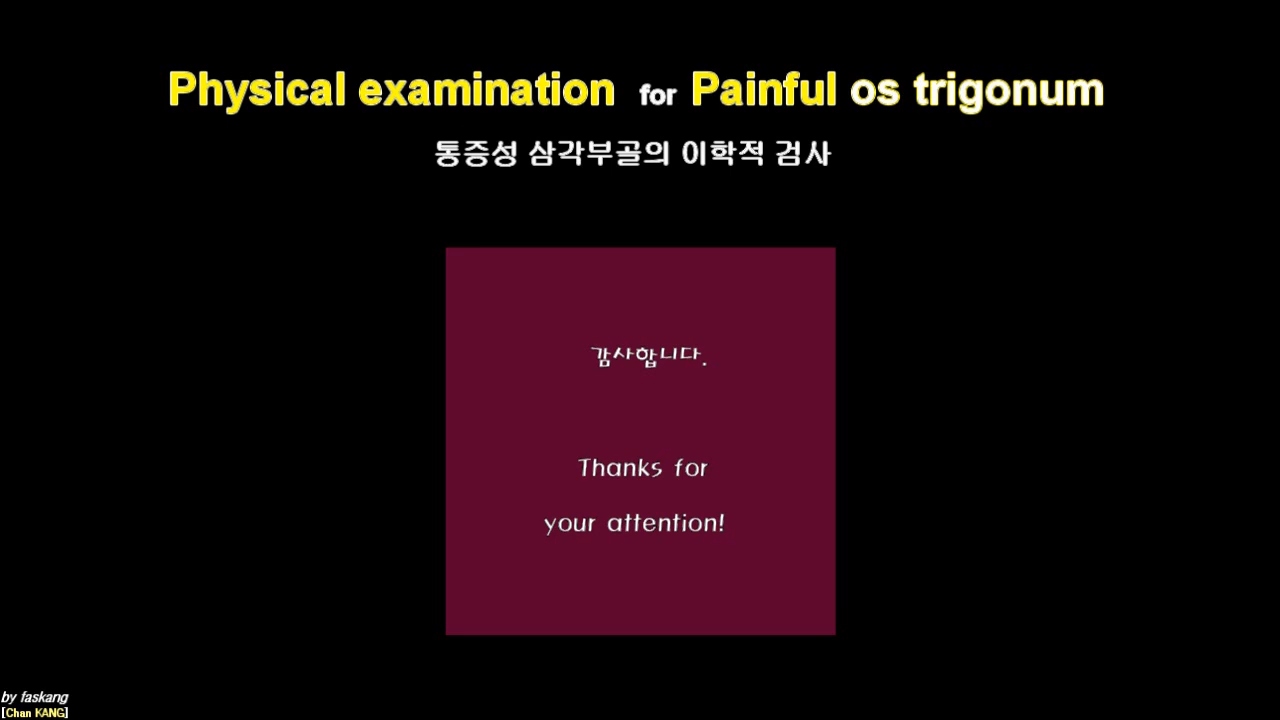 Physical examination for Painful os trigonum
통증성 삼각부골의 이학적 검사
감사합니다.
Thanks for
your attention!
by faskang
[Chan KANG]